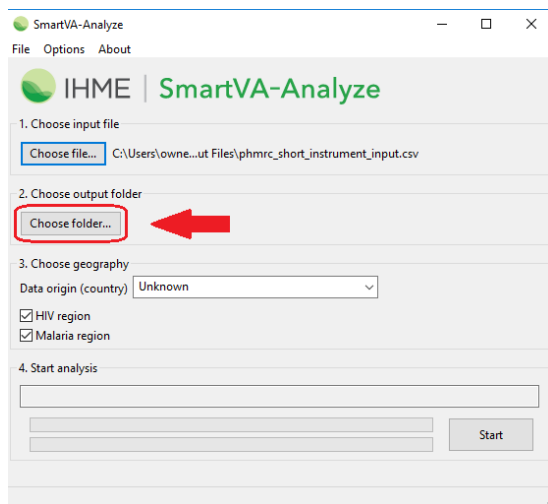 SmartVA-Analyze
File Options About
IHME | SmartVA-Analyze
1. Choose input file
Choose file... C:\Users\owne...ut Files\phmrc_short_instrument_input.csv
2. Choose output folder
Choose folder...
3. Choose geography
Data origin (country) Unknown
HIV region
Malaria region
4. Start analysis
Start